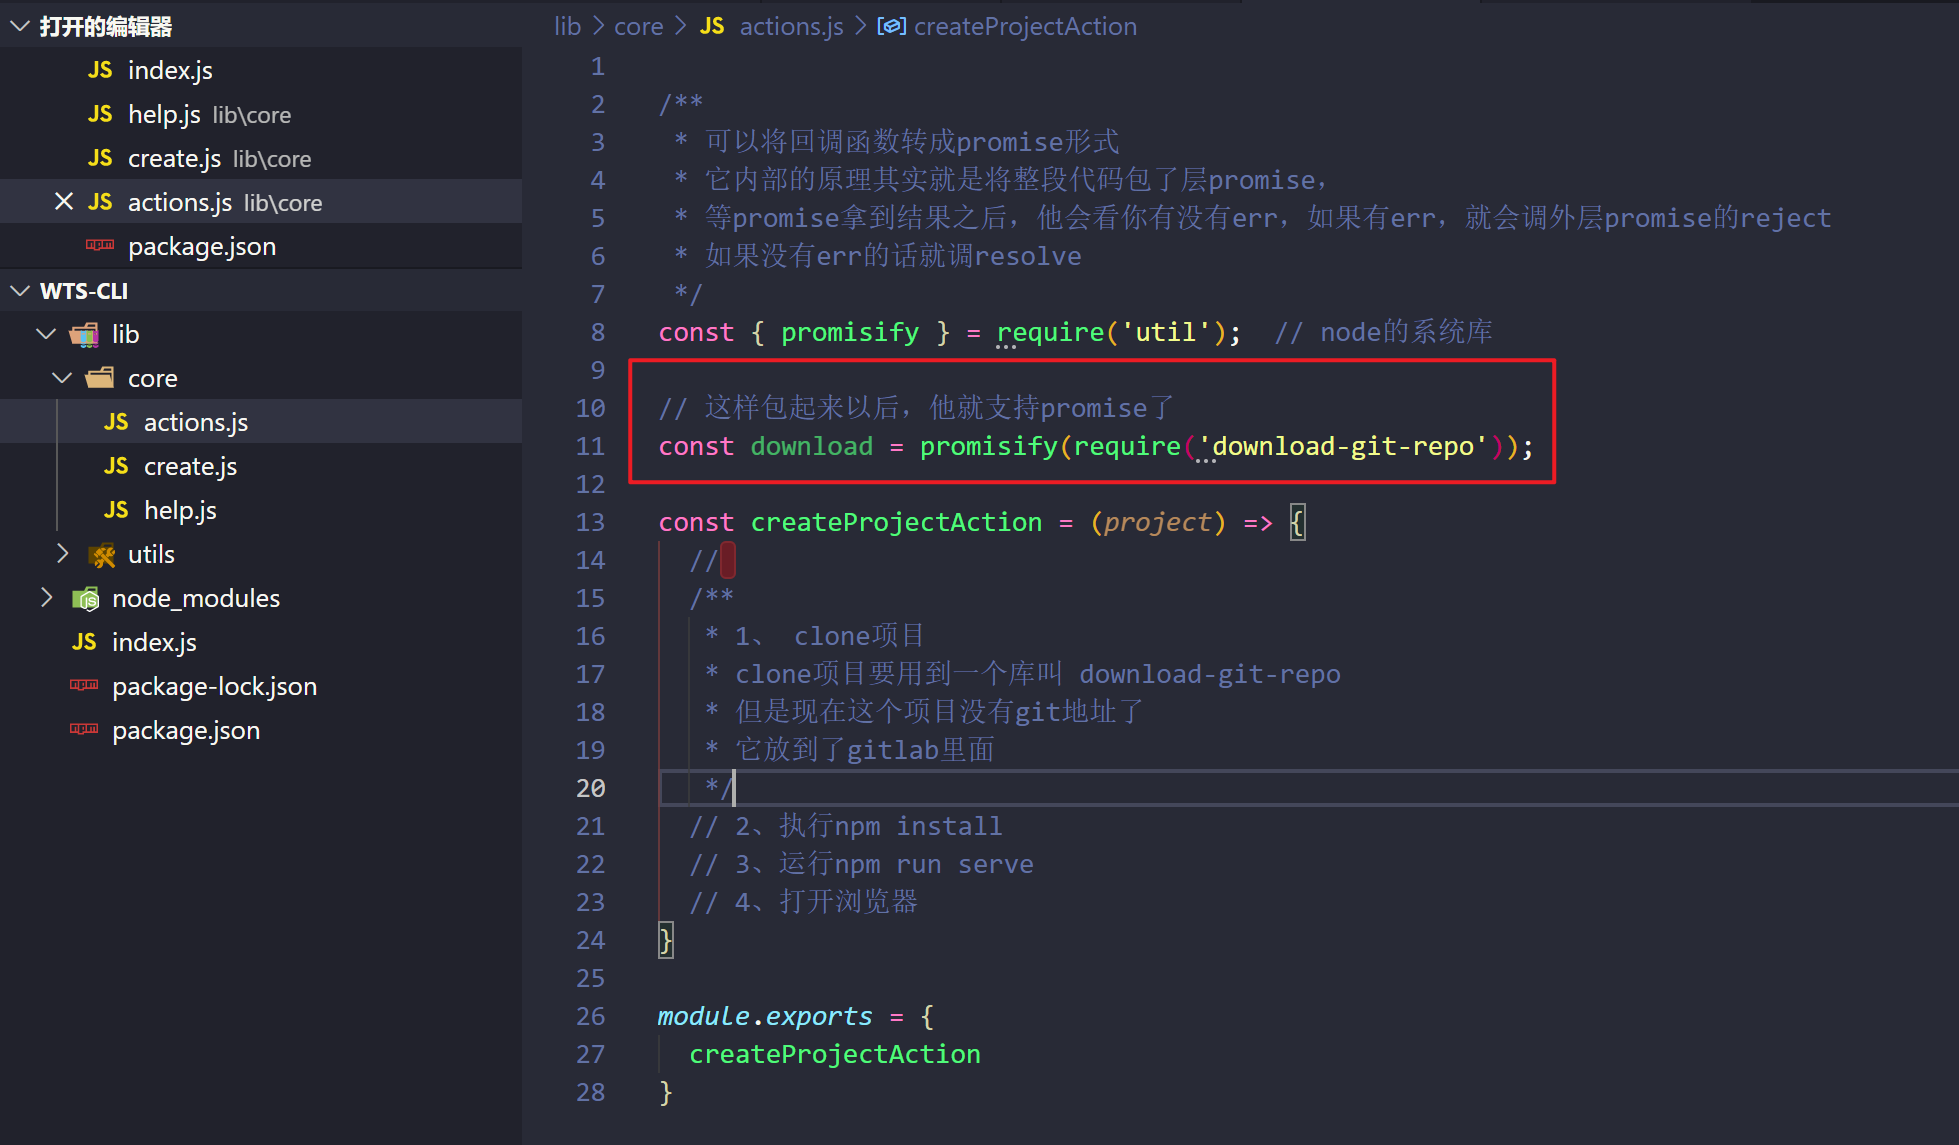 打开的编辑器
JS index.js
JS help.js lib\core
JS create.js lib\core
JS actions.js lib\core
package.json
WTS-CLI
lib
core
JS actions.js
JS create.js
JS help.js
utils
node_modules
JS index.js
package-lock.json
package.json
lib > core > JS actions.js > createProjectAction
1
2 /**
3 * 可以将回调函数转成promise形式
4 * 它内部的原理其实就是将整段代码包了层promise，
5 * 等promise拿到结果之后，他会看你有没有err，如果有err，就会调外层promise的reject
6 * 如果没有err的话就调resolve
7 */
8 const { promisify } = require('util'); // node的系统库
9
10 // 这样包起来以后，他就支持promise了
11 const download = promisify(require('download-git-repo'));
12
13 const createProjectAction = (project) => {
14 //
15 /**
16 * 1、 clone项目
17 * clone项目要用到一个库叫 download-git-repo
18 * 但是现在这个项目没有git地址了
19 * 它放到了gitlab里面
20 */
21 // 2、执行npm install
22 // 3、运行npm run serve
23 // 4、打开浏览器
24 }
25
26 module.exports = {
27 createProjectAction
28 }